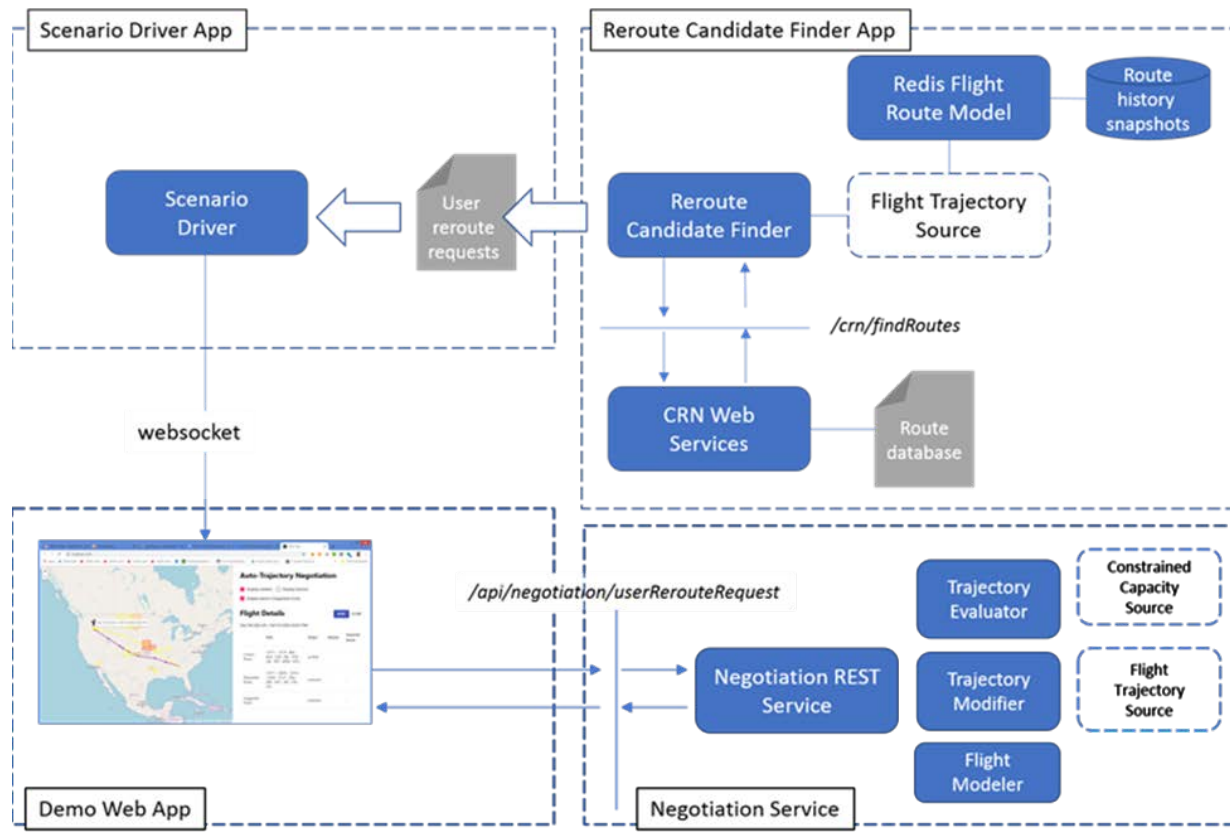 Scenario Driver App
Reroute Candidate Finder App
Redis Flight
Route Model
Route
history
snapshots
Scenario
Driver
User
reroute
requests
Reroute
Candidate Finder
Flight Trajectory
Source
/crn/findRoutes
CRN Web
Services
Route
database
websocket
Auto-Trajectory Negotiation
Flight Details
/api/negotiation/userRerouteRequest
Trajectory
Evaluator
Constrained
Capacity
Source
Negotiation REST
Service
Trajectory
Modifier
Flight
Trajectory
Source
Flight
Modeler
Demo Web App
Negotiation Service